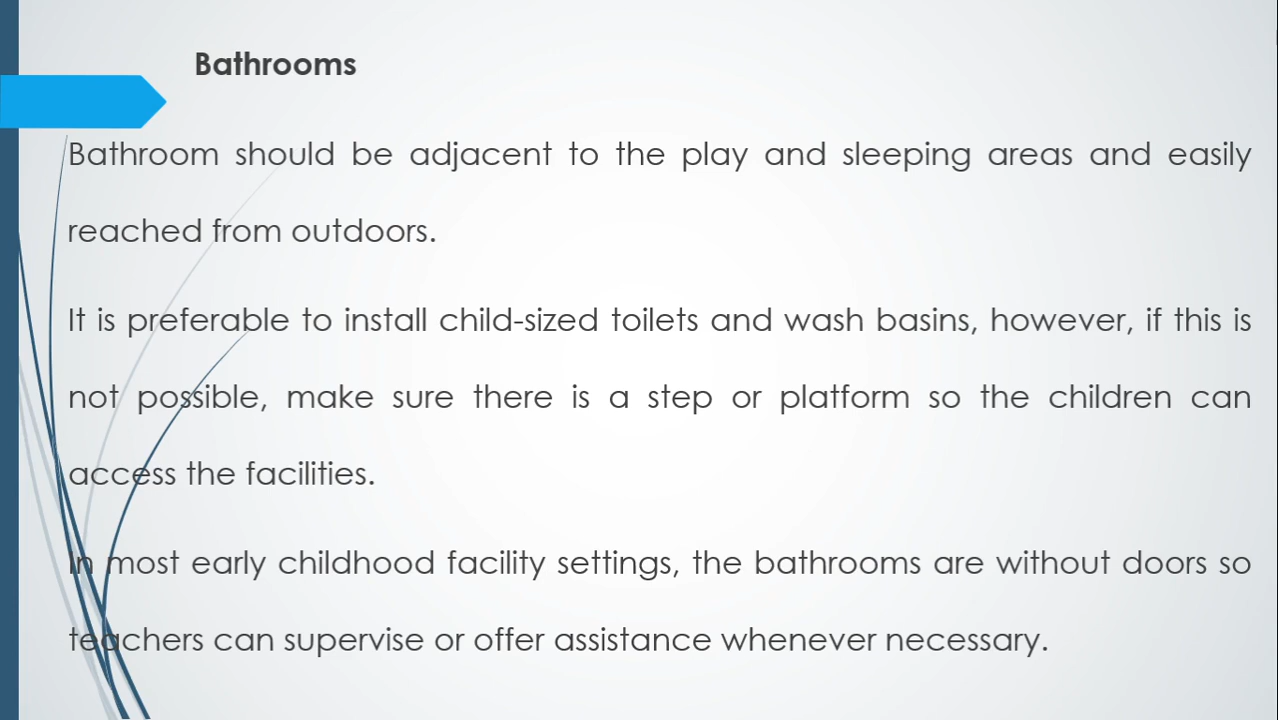 Bathrooms
Bathroom should be adjacent to the play and sleeping areas and easily
reached from outdoors.
It is preferable to install child-sized toilets and wash basins, however, if this is
not possible, make sure there is a step or platform so the children can
access the facilities.
In most early childhood facility settings, the bathrooms are without doors so
teachers can supervise or offer assistance whenever necessary.